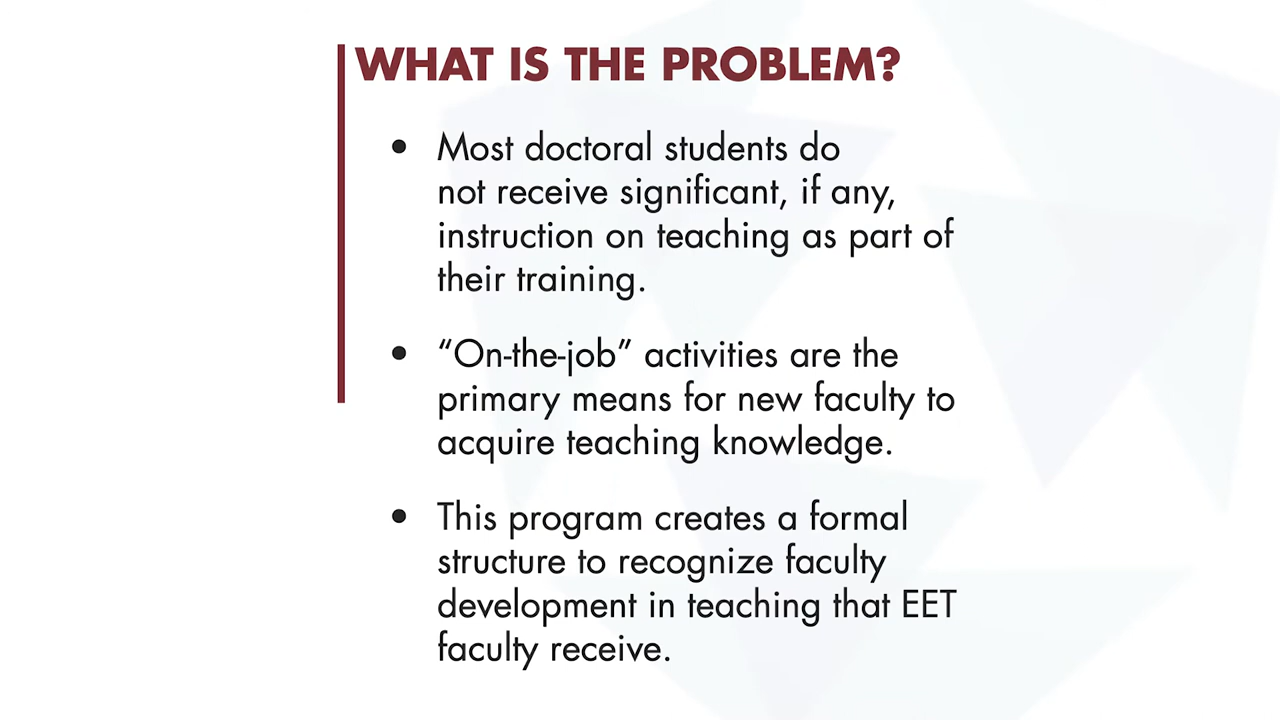 WHAT IS THE PROBLEM?
• Most doctoral students do
not receive significant, if any,
instruction on teaching as part of
their training.
• “On-the-job” activities are the
primary means for new faculty to
acquire teaching knowledge.
• This program creates a formal
structure to recognize faculty
development in teaching that EET
faculty receive.